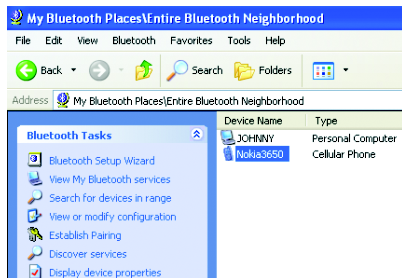 My Bluetooth Places\Entire Bluetooth Neighborhood
File Edit View Bluetooth Favorites Tools Help
Back Search Folders
Address My Bluetooth Places\Entire Bluetooth Neighborhood
Device Name Type
JOHNNY Personal Computer
Nokia3650 Cellular Phone
Bluetooth Tasks
Bluetooth Setup Wizard
View My Bluetooth services
Search for devices in range
View or modify configuration
Establish Pairing
Discover services
Display device properties